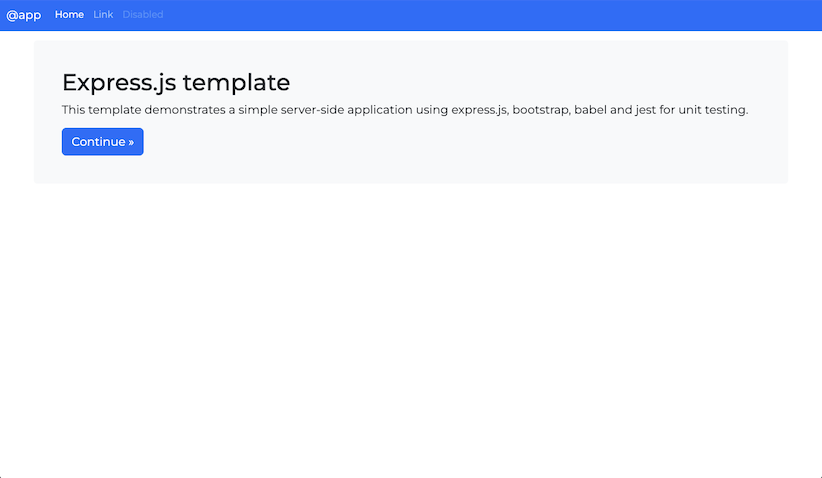 @app Home Link Disabled
Express.js template
This template demonstrates a simple server-side application using express.js, bootstrap, babel and jest for unit testing.
Continue »